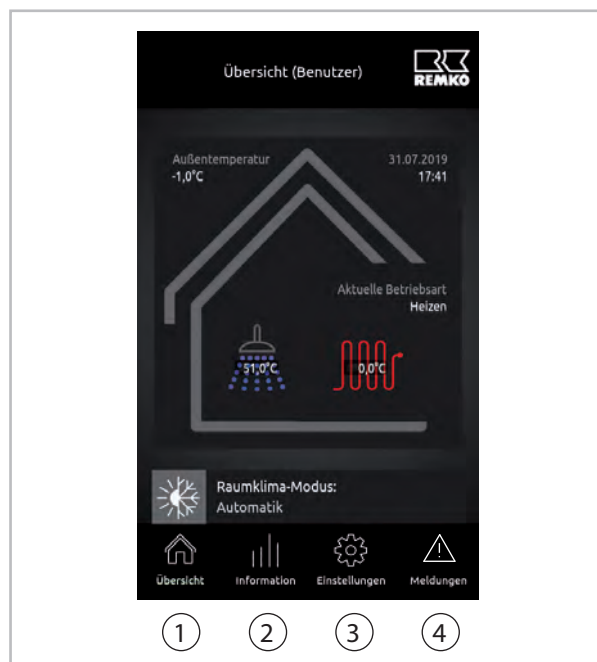 Übersicht (Benutzer)
REMKO
Außentemperatur
-1,0°C
31.07.2019
17:41
Aktuelle Betriebsart
Heizen
51,0°C
0,0°C
Raumklima-Modus:
Automatik
Übersicht
Information
Einstellungen
Meldungen
1
2
3
4